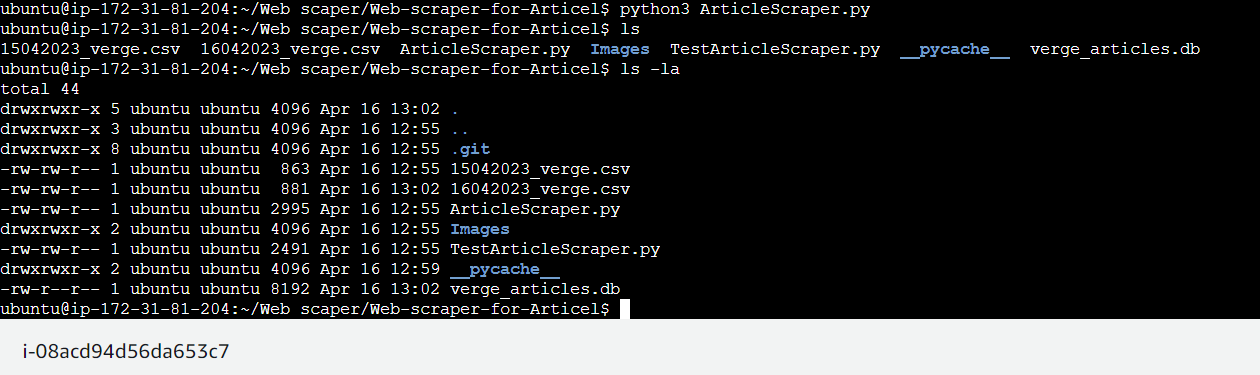 ubuntu@ip-172-31-81-204:~/Web scaper/Web-scraper-for-Articel$ python3 ArticleScraper.py
ubuntu@ip-172-31-81-204:~/Web scaper/Web-scraper-for-Articel$ ls
15042023_verge.csv  16042023_verge.csv  ArticleScraper.py  Images  TestArticleScraper.py  __pycache__  verge_articles.db
ubuntu@ip-172-31-81-204:~/Web scaper/Web-scraper-for-Articel$ ls -la
total 44
drwxrwxr-x 5 ubuntu ubuntu 4096 Apr 16 13:02 .
drwxrwxr-x 3 ubuntu ubuntu 4096 Apr 16 12:55 ..
drwxrwxr-x 8 ubuntu ubuntu 4096 Apr 16 12:55 .git
-rw-rw-r-- 1 ubuntu ubuntu  863 Apr 16 12:55 15042023_verge.csv
-rw-rw-r-- 1 ubuntu ubuntu  881 Apr 16 13:02 16042023_verge.csv
-rw-rw-r-- 1 ubuntu ubuntu 2995 Apr 16 12:55 ArticleScraper.py
drwxrwxr-x 2 ubuntu ubuntu 4096 Apr 16 12:55 Images
-rw-rw-r-- 1 ubuntu ubuntu 2491 Apr 16 12:55 TestArticleScraper.py
drwxrwxr-x 2 ubuntu ubuntu 4096 Apr 16 12:59 __pycache__
-rw-r--r-- 1 ubuntu ubuntu 8192 Apr 16 13:02 verge_articles.db
ubuntu@ip-172-31-81-204:~/Web scaper/Web-scraper-for-Articel$
i-08acd94d56da653c7